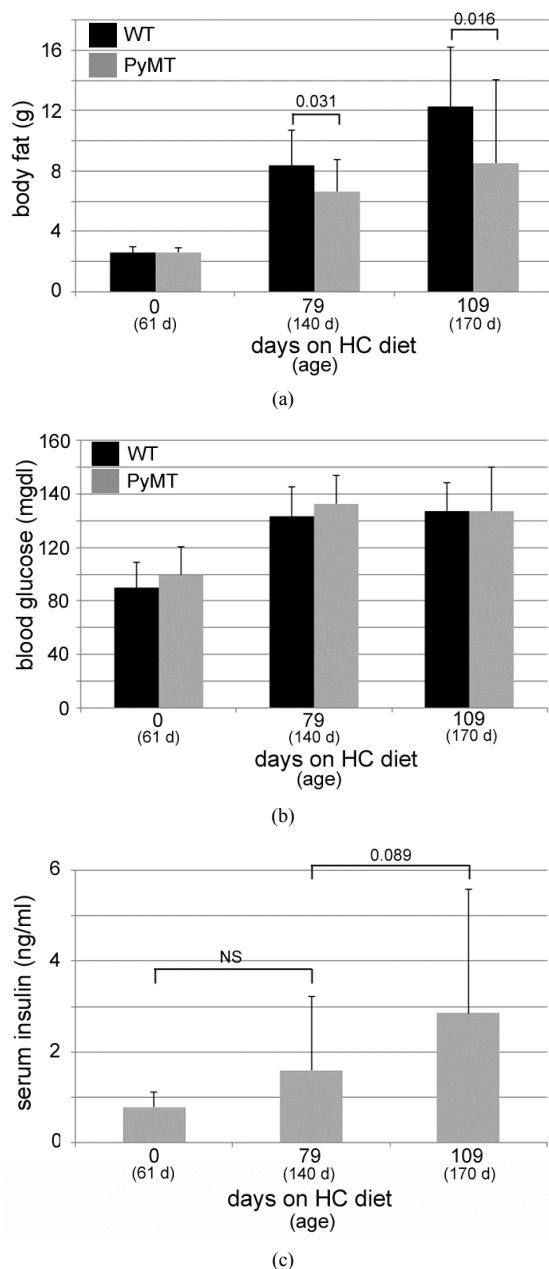 0.016
16
WT
PyMT
12
0.031
body fat (g)
8
4
0
0 79 109
(61 d) (140 d) (170 d)
days on HC diet
(age)
(a)
160
WT
PyMT
140
blood glucose (mgdl)
120
80
40
0
0 79 109
(61 d) (140 d) (170 d)
days on HC diet
(age)
(b)
6
0.089
serum insulin (ng/ml)
4
NS
2
0
0 79 109
(61 d) (140 d) (170 d)
days on HC diet
(age)
(c)